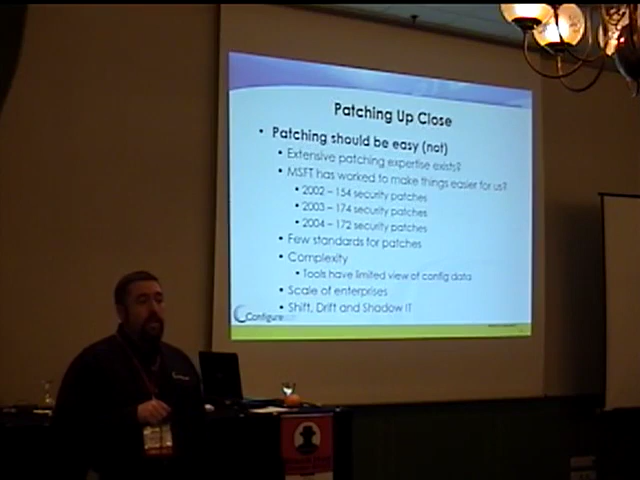 Patching Up Close
• Patching should be easy (not)
• Extensive patching expertise exists?
• MSFT has worked to make things easier for us?
• 2002 – 154 security patches
• 2003 – 174 security patches
• 2004 – 172 security patches
• Few standards for patches
• Complexity
• Tools have limited view of config data
• Scale of enterprises
• Shift, Drift and Shadow IT
Configure